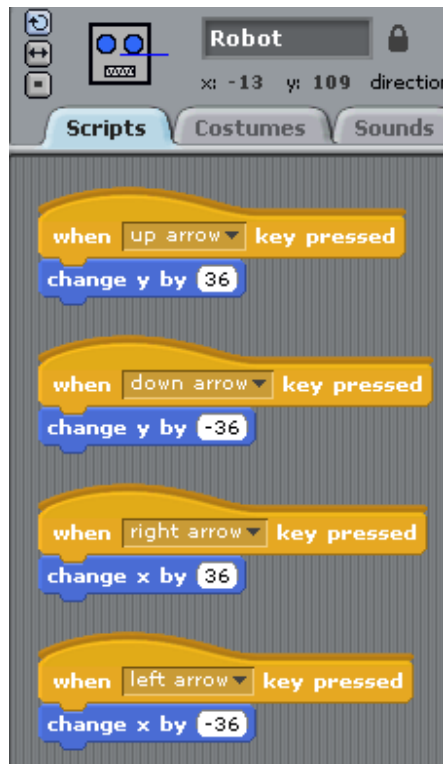 Robot
x: -13 y: 109 direction
Scripts Costumes Sounds
when up arrow key pressed
change y by 36
when down arrow key pressed
change y by -36
when right arrow key pressed
change x by 36
when left arrow key pressed
change x by -36